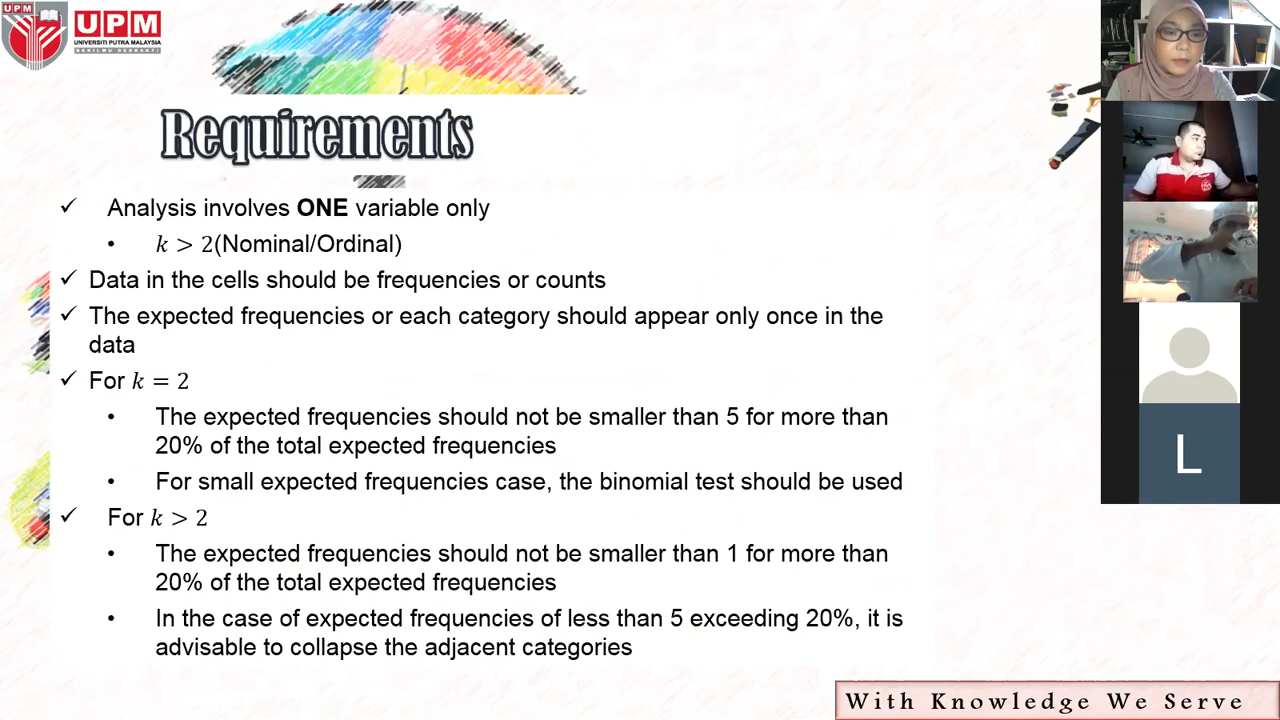 UPM
UPM
UNIVERSITI PUTRA MALAYSIA
BERILMU BERBAKTI
Requirements
✓ Analysis involves ONE variable only
• k > 2(Nominal/Ordinal)
✓ Data in the cells should be frequencies or counts
✓ The expected frequencies or each category should appear only once in the
data
✓ For k = 2
• The expected frequencies should not be smaller than 5 for more than
20% of the total expected frequencies
• For small expected frequencies case, the binomial test should be used
✓ For k > 2
• The expected frequencies should not be smaller than 1 for more than
20% of the total expected frequencies
• In the case of expected frequencies of less than 5 exceeding 20%, it is
advisable to collapse the adjacent categories
L
With Knowledge We Serve